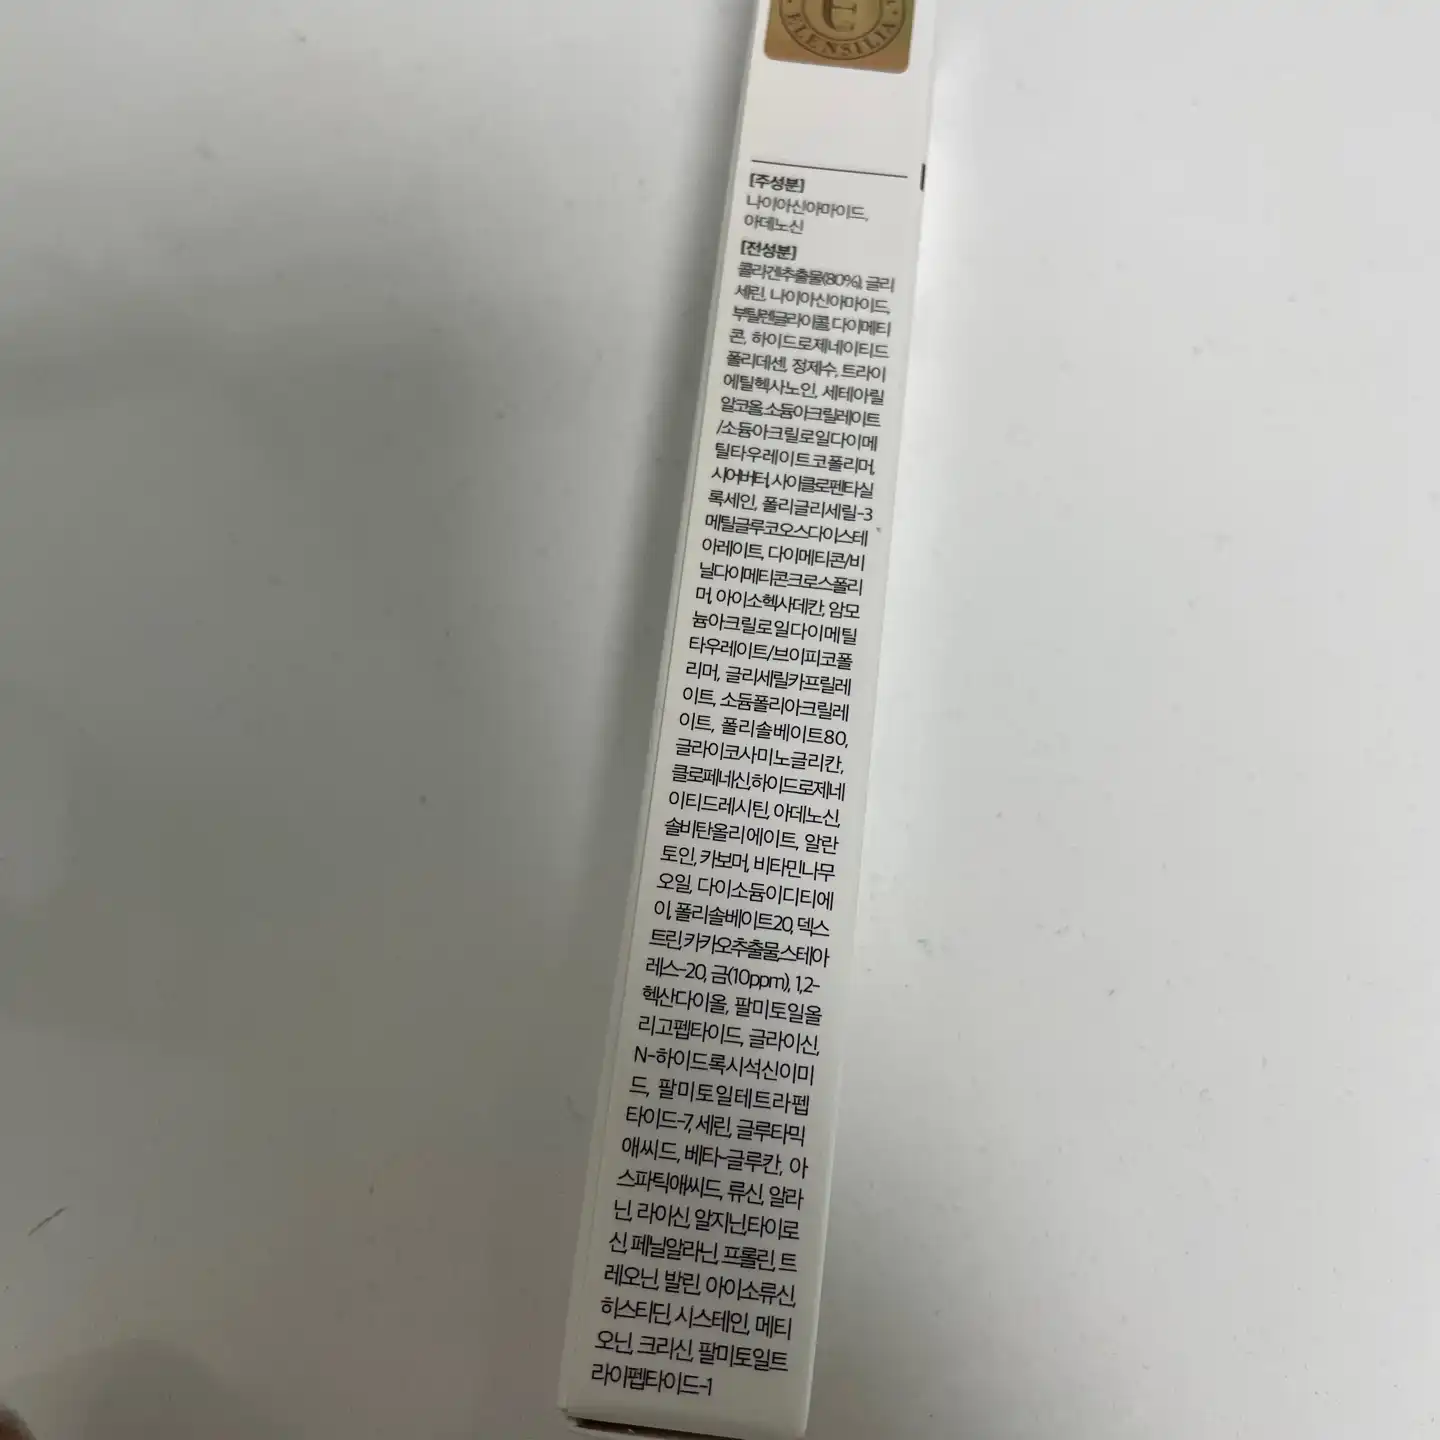 ELENSILIA
[주성분]
나이아신아마이드,
아데노신
[전성분]
콜라겐추출물(80%), 글리
세린, 나이아신아마이드,
부틸렌글라이콜, 다이메티
콘, 하이드로제네이티드
폴리데센, 정제수, 트라이
에틸헥사노인, 세테아릴
알코올, 소듐아크릴레이트
/소듐아크릴로일다이메
틸타우레이트코폴리머,
시어버터, 사이클로펜타실
록세인, 폴리글리세릴-3
메틸글루코오스다이스테
아레이트, 다이메티콘/비
닐다이메티콘크로스폴리
머, 아이소헥사데칸, 암모
늄아크릴로일다이메틸
타우레이트/브이피코폴
리머, 글리세릴카프릴레
이트, 소듐폴리아크릴레
이트, 폴리솔베이트80,
글라이코사미노글리칸,
클로페네신,하이드로제네
이티드레시틴, 아데노신,
솔비탄올리에이트, 알란
토인, 카보머, 비타민나무
오일, 다이소듐이디티에
이, 폴리솔베이트20, 덱스
트린,카카오추출물,스테아
레스-20, 금(10ppm), 1,2-
헥산다이올, 팔미토일올
리고펩타이드, 글라이신,
N-하이드록시석신이미
드, 팔미토일테트라펩
타이드-7, 세린, 글루타믹
애씨드, 베타-글루칸, 아
스파틱애씨드, 류신, 알라
닌, 라이신, 알지닌,타이로
신, 페닐알라닌, 프롤린, 트
레오닌, 발린, 아이소류신,
히스티딘, 시스테인, 메티
오닌, 크리신, 팔미토일트
라이펩타이드-1